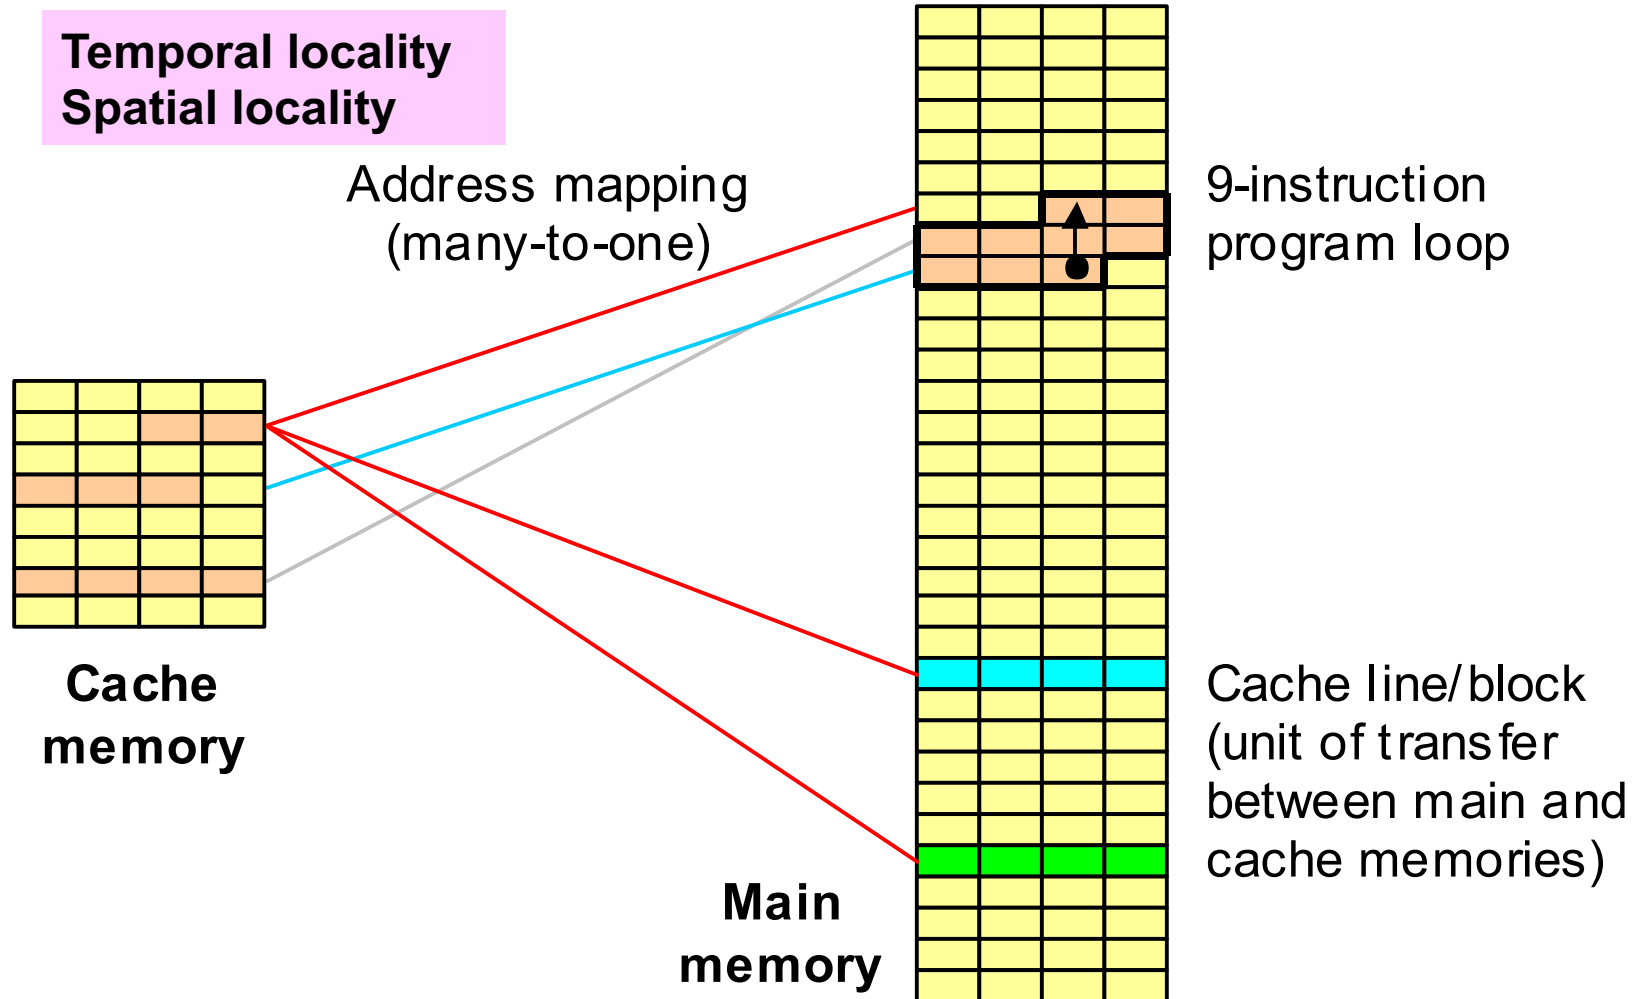 Temporal locality
Spatial locality
Address mapping
(many-to-one)
9-instruction
program loop
Cache
memory
Cache line/block
(unit of transfer
between main and
cache memories)
Main
memory